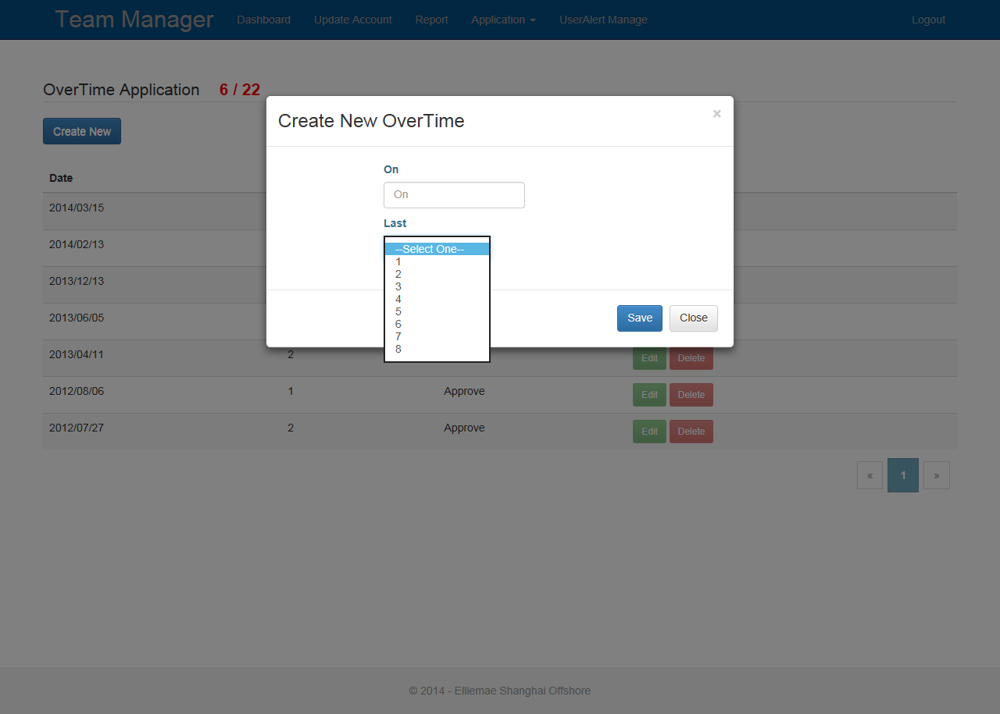 Team Manager Dashboard Update Account Report Application UserAlert Manage Logout
OverTime Application 6 / 22
Create New
Create New OverTime ×
On
On
Last
--Select One--
1
2
3
4
5
6
7
8
Save Close
Date
2014/03/15
2014/02/13
2013/12/13
2013/06/05
2013/04/11 2 Edit Delete
2012/08/06 1 Approve Edit Delete
2012/07/27 2 Approve Edit Delete
« 1 »
© 2014 - Elliemae Shanghai Offshore